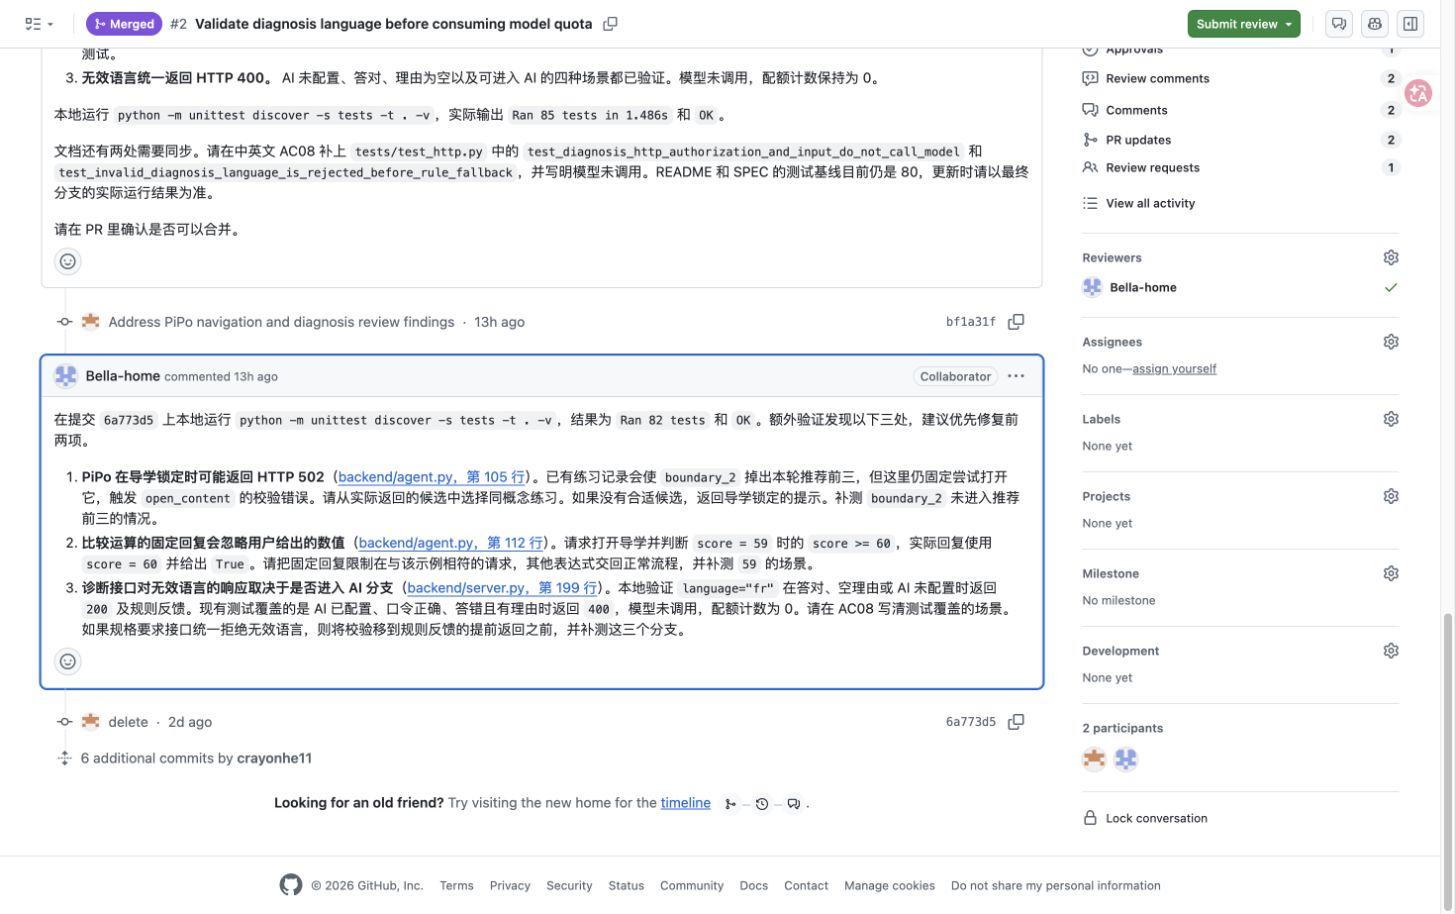 Merged #2 Validate diagnosis language before consuming model quota
Submit review
测试。
3. 无效语言统一返回 HTTP 400。 AI 未配置、答对、理由为空以及可进入 AI 的四种场景都已验证。模型未调用，配额计数保持为 0。
本地运行 python -m unittest discover -s tests -t . -v ，实际输出 Ran 85 tests in 1.486s 和 OK 。
文档还有两处需要同步。请在中英文 AC08 补上 tests/test_http.py 中的 test_diagnosis_http_authorization_and_input_do_not_call_model 和
test_invalid_diagnosis_language_is_rejected_before_rule_fallback ，并写明模型未调用。README 和 SPEC 的测试基线目前仍是 80，更新时请以最终
分支的实际运行结果为准。
请在 PR 里确认是否可以合并。
Address PiPo navigation and diagnosis review findings · 13h ago
bf1a31f
Bella-home commented 13h ago
Collaborator
在提交 6a773d5 上本地运行 python -m unittest discover -s tests -t . -v ，结果为 Ran 82 tests 和 OK 。额外验证发现以下三处，建议优先修复前
两项。
1. PiPo 在导学锁定时可能返回 HTTP 502（backend/agent.py，第 105 行）。已有练习记录会使 boundary_2 掉出本轮推荐前三，但这里仍固定尝试打开
它，触发 open_content 的校验错误。请从实际返回的候选中选择同概念练习。如果没有合适候选，返回导学锁定的提示。补测 boundary_2 未进入推荐
前三的情况。
2. 比较运算的固定回复会忽略用户给出的数值（backend/agent.py，第 112 行）。请求打开导学并判断 score = 59 时的 score >= 60 ，实际回复使用
score = 60 并给出 True 。请把固定回复限制在与该示例相符的请求，其他表达式交回正常流程，并补测 59 的场景。
3. 诊断接口对无效语言的响应取决于是否进入 AI 分支（backend/server.py，第 199 行）。本地验证 language="fr" 在答对、空理由或 AI 未配置时返回
200 及规则反馈。现有测试覆盖的是 AI 已配置、口令正确、答错且有理由时返回 400 ，模型未调用，配额计数为 0。请在 AC08 写清测试覆盖的场景。
如果规格要求接口统一拒绝无效语言，则将校验移到规则反馈的提前返回之前，并补测这三个分支。
delete · 2d ago
6a773d5
6 additional commits by crayonhe11
Looking for an old friend? Try visiting the new home for the timeline .
Approvals 1
Review comments 2
Comments 2
PR updates 2
Review requests 1
View all activity
Reviewers
Bella-home
Assignees
No one—assign yourself
Labels
None yet
Projects
None yet
Milestone
No milestone
Development
None yet
2 participants
Lock conversation
© 2026 GitHub, Inc. Terms Privacy Security Status Community Docs Contact Manage cookies Do not share my personal information